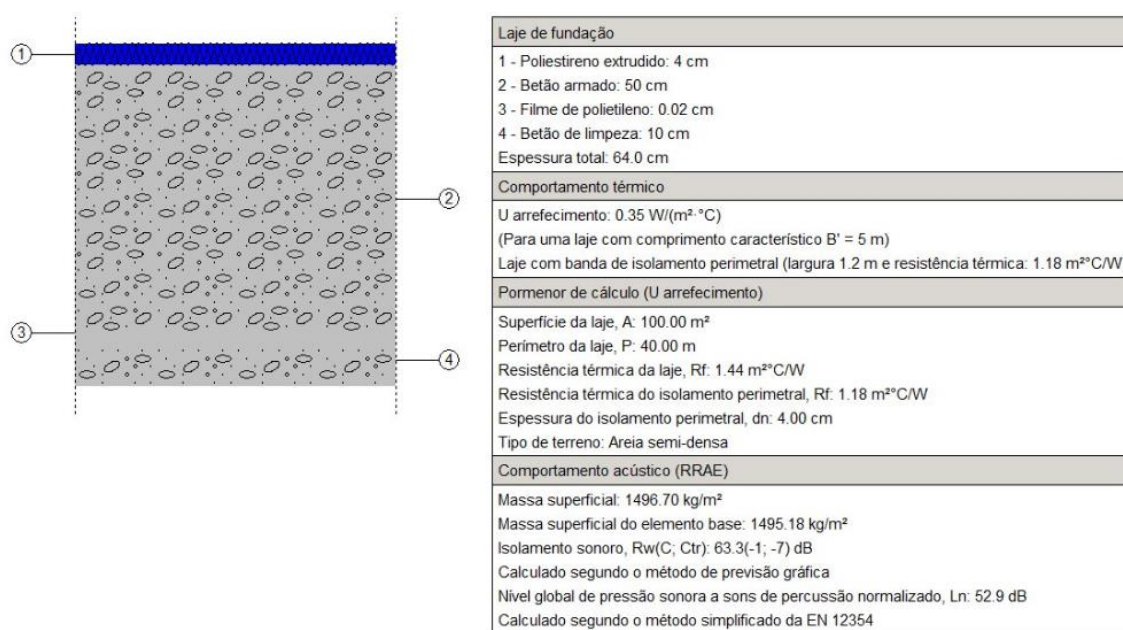 1
2
3
4
Laje de fundação
1 - Poliestireno extrudido: 4 cm
2 - Betão armado: 50 cm
3 - Filme de polietileno: 0.02 cm
4 - Betão de limpeza: 10 cm
Espessura total: 64.0 cm
Comportamento térmico
U arrefecimento: 0.35 W/(m²·°C)
(Para uma laje com comprimento característico B' = 5 m)
Laje com banda de isolamento perimetral (largura 1.2 m e resistência térmica: 1.18 m²°C/W
Pormenor de cálculo (U arrefecimento)
Superfície da laje, A: 100.00 m²
Perímetro da laje, P: 40.00 m
Resistência térmica da laje, Rf: 1.44 m²°C/W
Resistência térmica do isolamento perimetral, Rf: 1.18 m²°C/W
Espessura do isolamento perimetral, dn: 4.00 cm
Tipo de terreno: Areia semi-densa
Comportamento acústico (RRAE)
Massa superficial: 1496.70 kg/m²
Massa superficial do elemento base: 1495.18 kg/m²
Isolamento sonoro, Rw(C; Ctr): 63.3(-1; -7) dB
Calculado segundo o método de previsão gráfica
Nível global de pressão sonora a sons de percussão normalizado, Ln: 52.9 dB
Calculado segundo o método simplificado da EN 12354